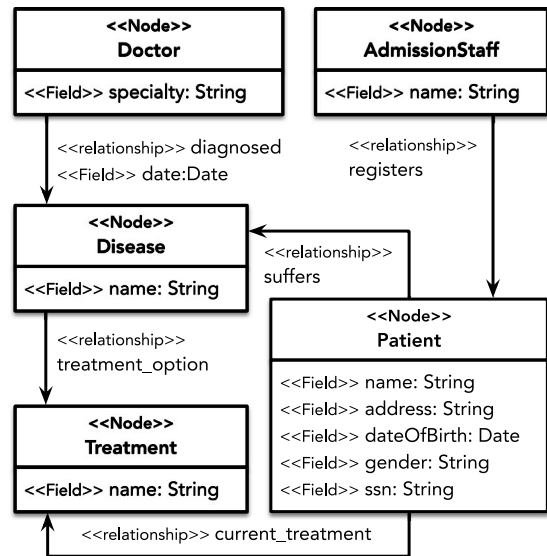 <<Node>>
Doctor
<<Field>> specialty: String
<<Node>>
AdmissionStaff
<<Field>> name: String
<<relationship>> diagnosed
<<Field>> date:Date
<<relationship>>
registers
<<Node>>
Disease
<<Field>> name: String
<<relationship>>
suffers
<<relationship>>
treatment_option
<<Node>>
Patient
<<Field>> name: String
<<Field>> address: String
<<Field>> dateOfBirth: Date
<<Field>> gender: String
<<Field>> ssn: String
<<Node>>
Treatment
<<Field>> name: String
<<relationship>> current_treatment